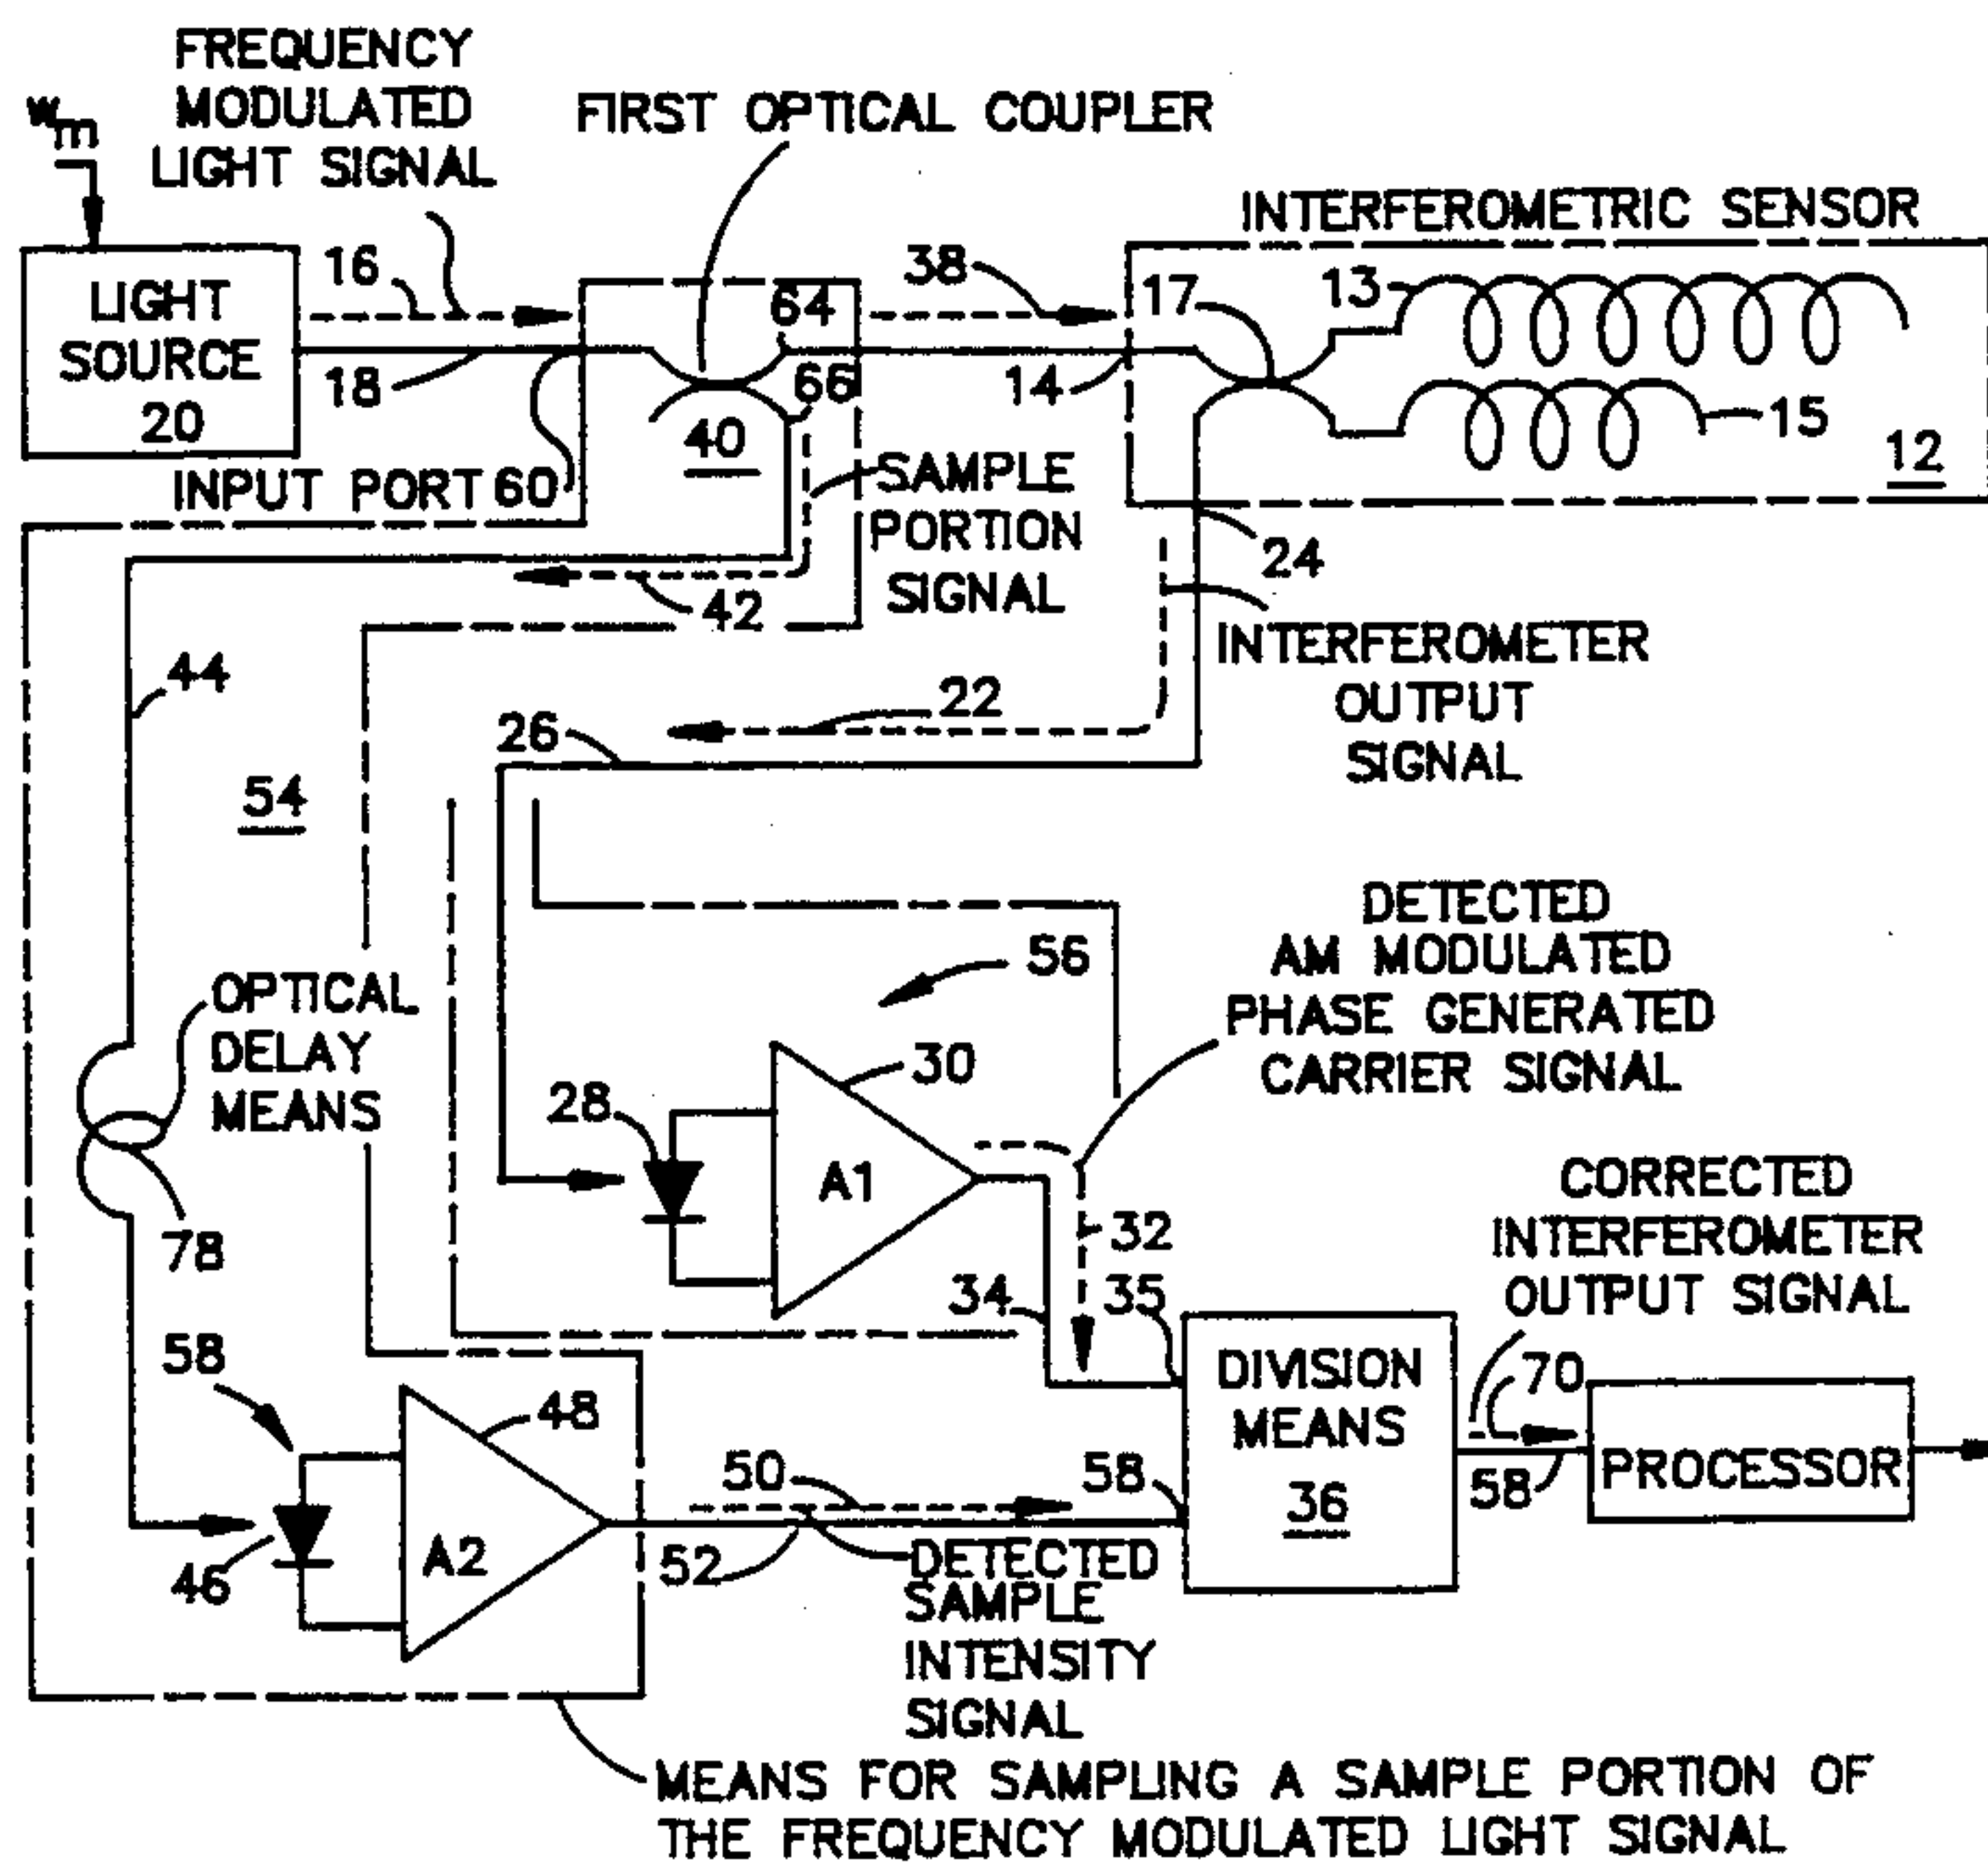 FREQUENCY
MODULATED
LIGHT SIGNAL
FIRST OPTICAL COUPLER
INTERFEROMETRIC SENSOR
LIGHT
SOURCE
20
16
18
38
64
66
40
14
17
13
15
12
INPUT PORT 60
SAMPLE
PORTION
SIGNAL
42
24
INTERFEROMETER
OUTPUT
SIGNAL
44
22
26
54
56
DETECTED
AM MODULATED
PHASE GENERATED
CARRIER SIGNAL
OPTICAL
DELAY
MEANS
30
28
A1
78
32
34
35
CORRECTED
INTERFEROMETER
OUTPUT SIGNAL
58
48
A2
46
50
52
58
DETECTED
SAMPLE
INTENSITY
SIGNAL
DIVISION
MEANS
36
70
58
PROCESSOR
MEANS FOR SAMPLING A SAMPLE PORTION OF
THE FREQUENCY MODULATED LIGHT SIGNAL